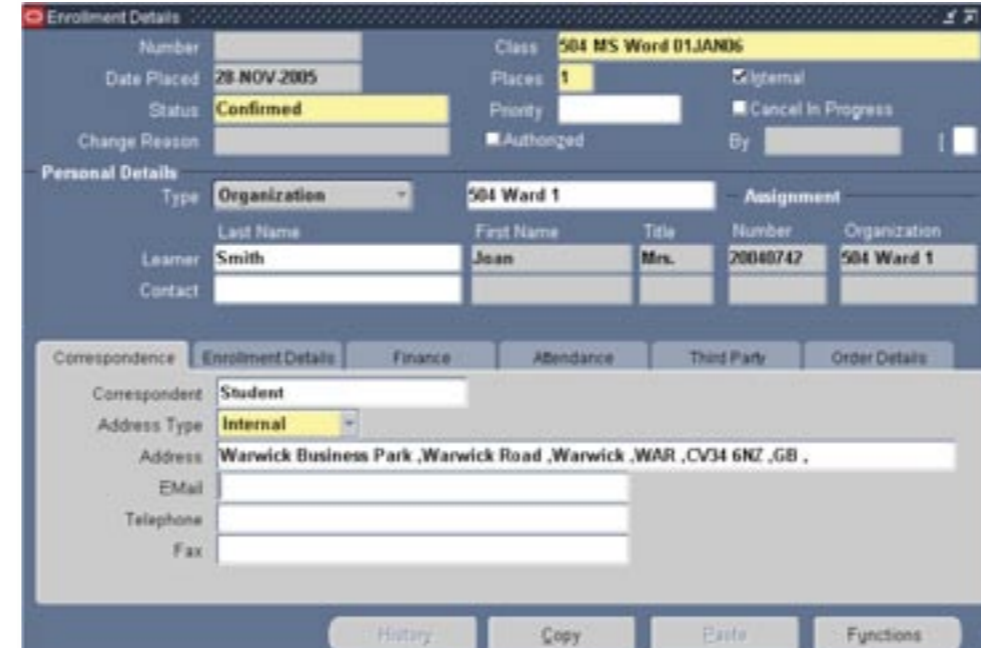 Enrollment Details
Number Class 504 MS Word 01JAN06
Date Placed 28-NOV-2005 Places 1 Internal
Status Confirmed Priority Cancel In Progress
Change Reason Authorized By [
Personal Details
Type Organization 504 Ward 1 Assignment
Last Name First Name Title Number Organization
Learner Smith Joan Mrs. 20040742 504 Ward 1
Contact
Correspondence Enrollment Details Finance Attendance Third Party Order Details
Correspondent Student
Address Type Internal
Address Warwick Business Park ,Warwick Road ,Warwick ,WAR ,CV34 6NZ ,GB ,
EMail
Telephone
Fax
History Copy Paste Functions